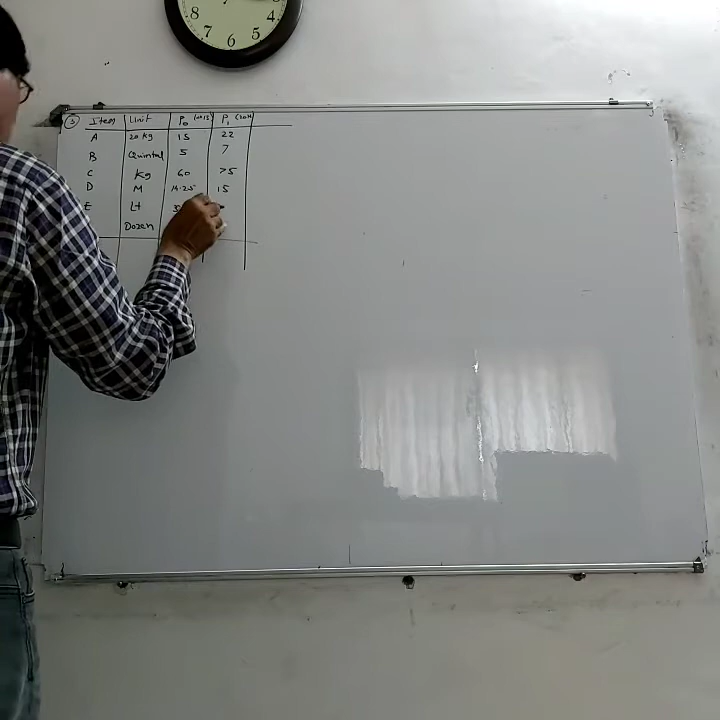 8 4
7 6 5
③ Item Unit P₀ P₁
A 20 kg 15 22
B Quintal 5 7
C kg 60 75
D M 14.25 15
E Lt
Dozen